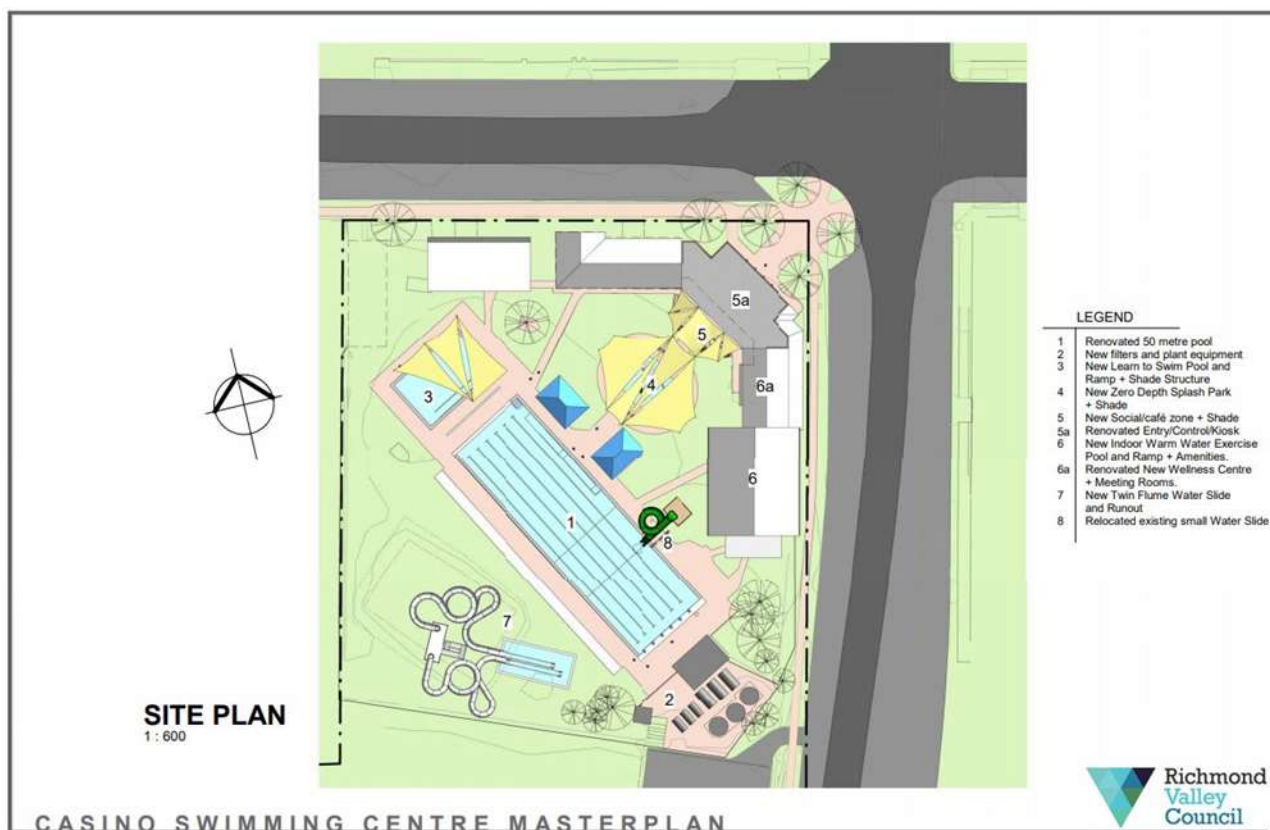 5a
5
6a
4
3
6
1
8
7
2
SITE PLAN
1 : 600
LEGEND
1 Renovated 50 metre pool
2 New filters and plant equipment
3 New Learn to Swim Pool and
Ramp + Shade Structure
4 New Zero Depth Splash Park
+ Shade
5 New Social/café zone + Shade
5a Renovated Entry/Control/Kiosk
6 New Indoor Warm Water Exercise
Pool and Ramp + Amenities.
6a Renovated New Wellness Centre
+ Meeting Rooms.
7 New Twin Flume Water Slide
and Runout
8 Relocated existing small Water Slide
CASINO SWIMMING CENTRE MASTERPLAN
Richmond
Valley
Council